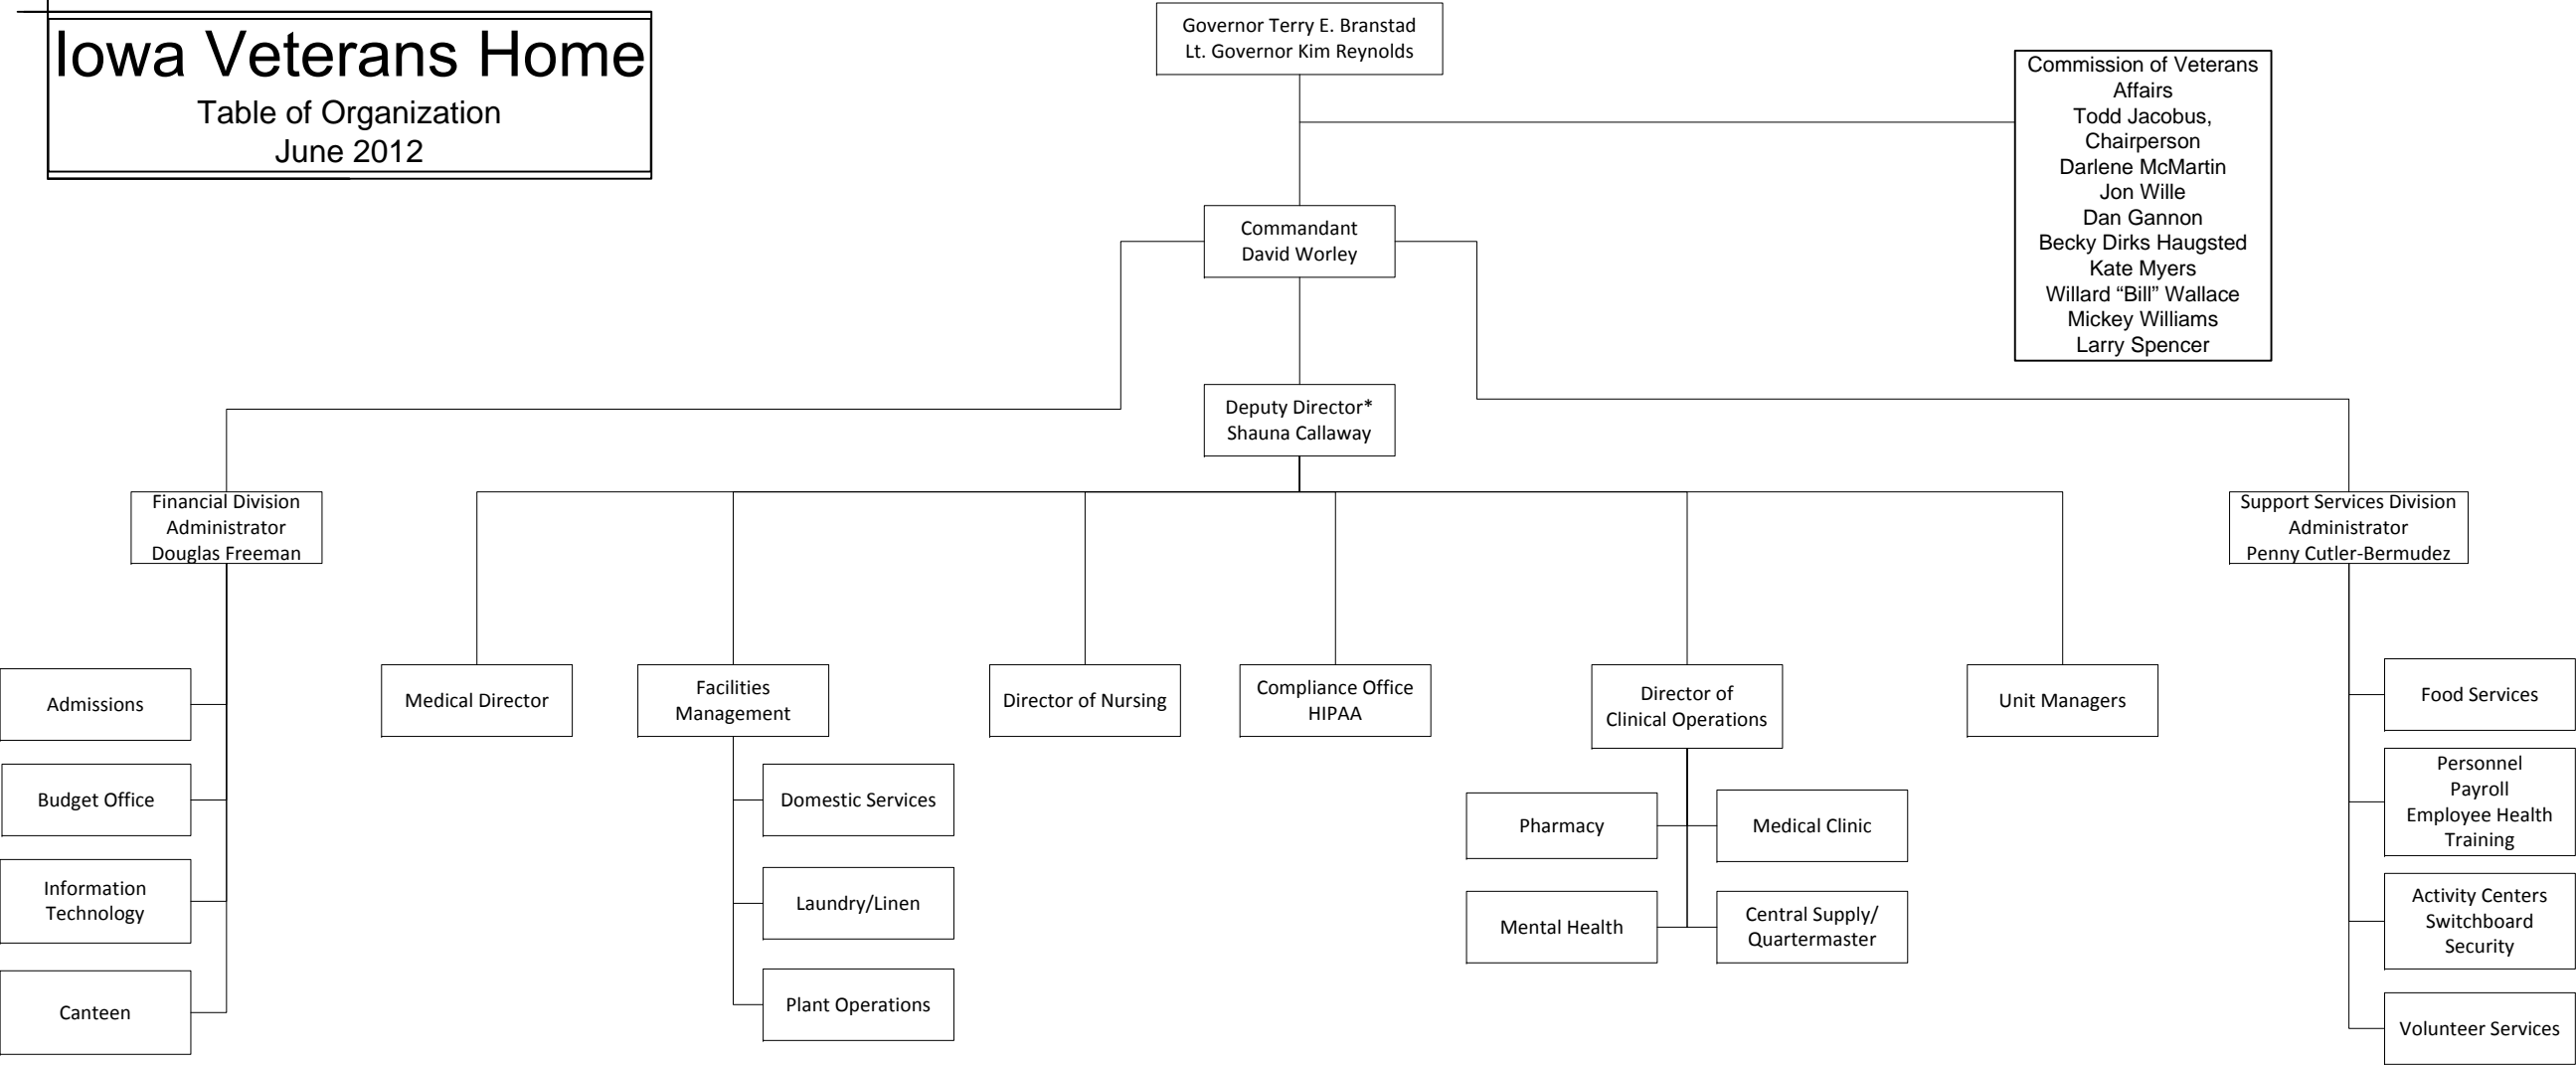 Iowa Veterans Home
Table of Organization
June 2012
Governor Terry E. Branstad
Lt. Governor Kim Reynolds
Commission of Veterans
Affairs
Todd Jacobus,
Chairperson
Darlene McMartin
Jon Wille
Dan Gannon
Becky Dirks Haugsted
Kate Myers
Willard “Bill” Wallace
Mickey Williams
Larry Spencer
Commandant
David Worley
Deputy Director*
Shauna Callaway
Financial Division
Administrator
Douglas Freeman
Support Services Division
Administrator
Penny Cutler-Bermudez
Admissions
Budget Office
Information
Technology
Canteen
Medical Director
Facilities
Management
Domestic Services
Laundry/Linen
Plant Operations
Director of Nursing
Compliance Office
HIPAA
Director of
Clinical Operations
Pharmacy
Medical Clinic
Mental Health
Central Supply/
Quartermaster
Unit Managers
Food Services
Personnel
Payroll
Employee Health
Training
Activity Centers
Switchboard
Security
Volunteer Services